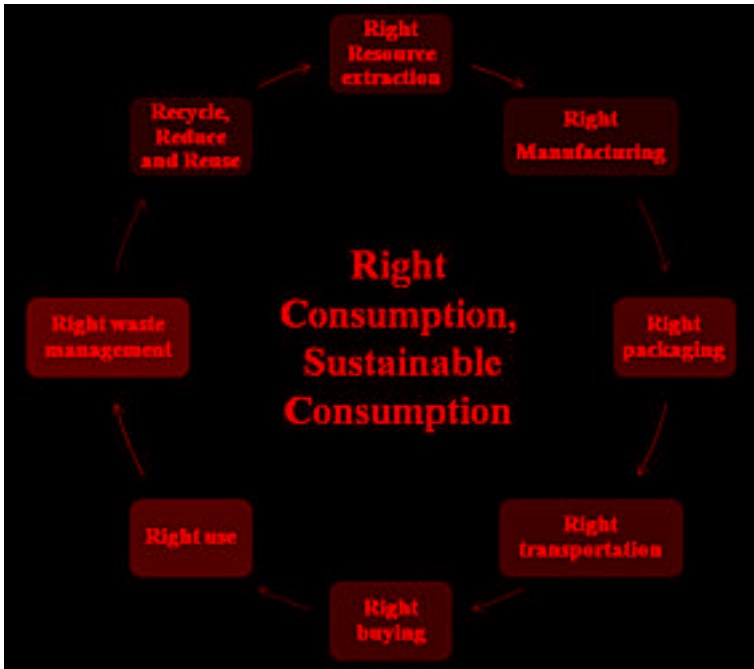 Right
Resource
extraction
Right
Manufacturing
Right
packaging
Right
transportation
Right
buying
Right use
Right waste
management
Recycle,
Reduce
and Reuse
Right
Consumption,
Sustainable
Consumption